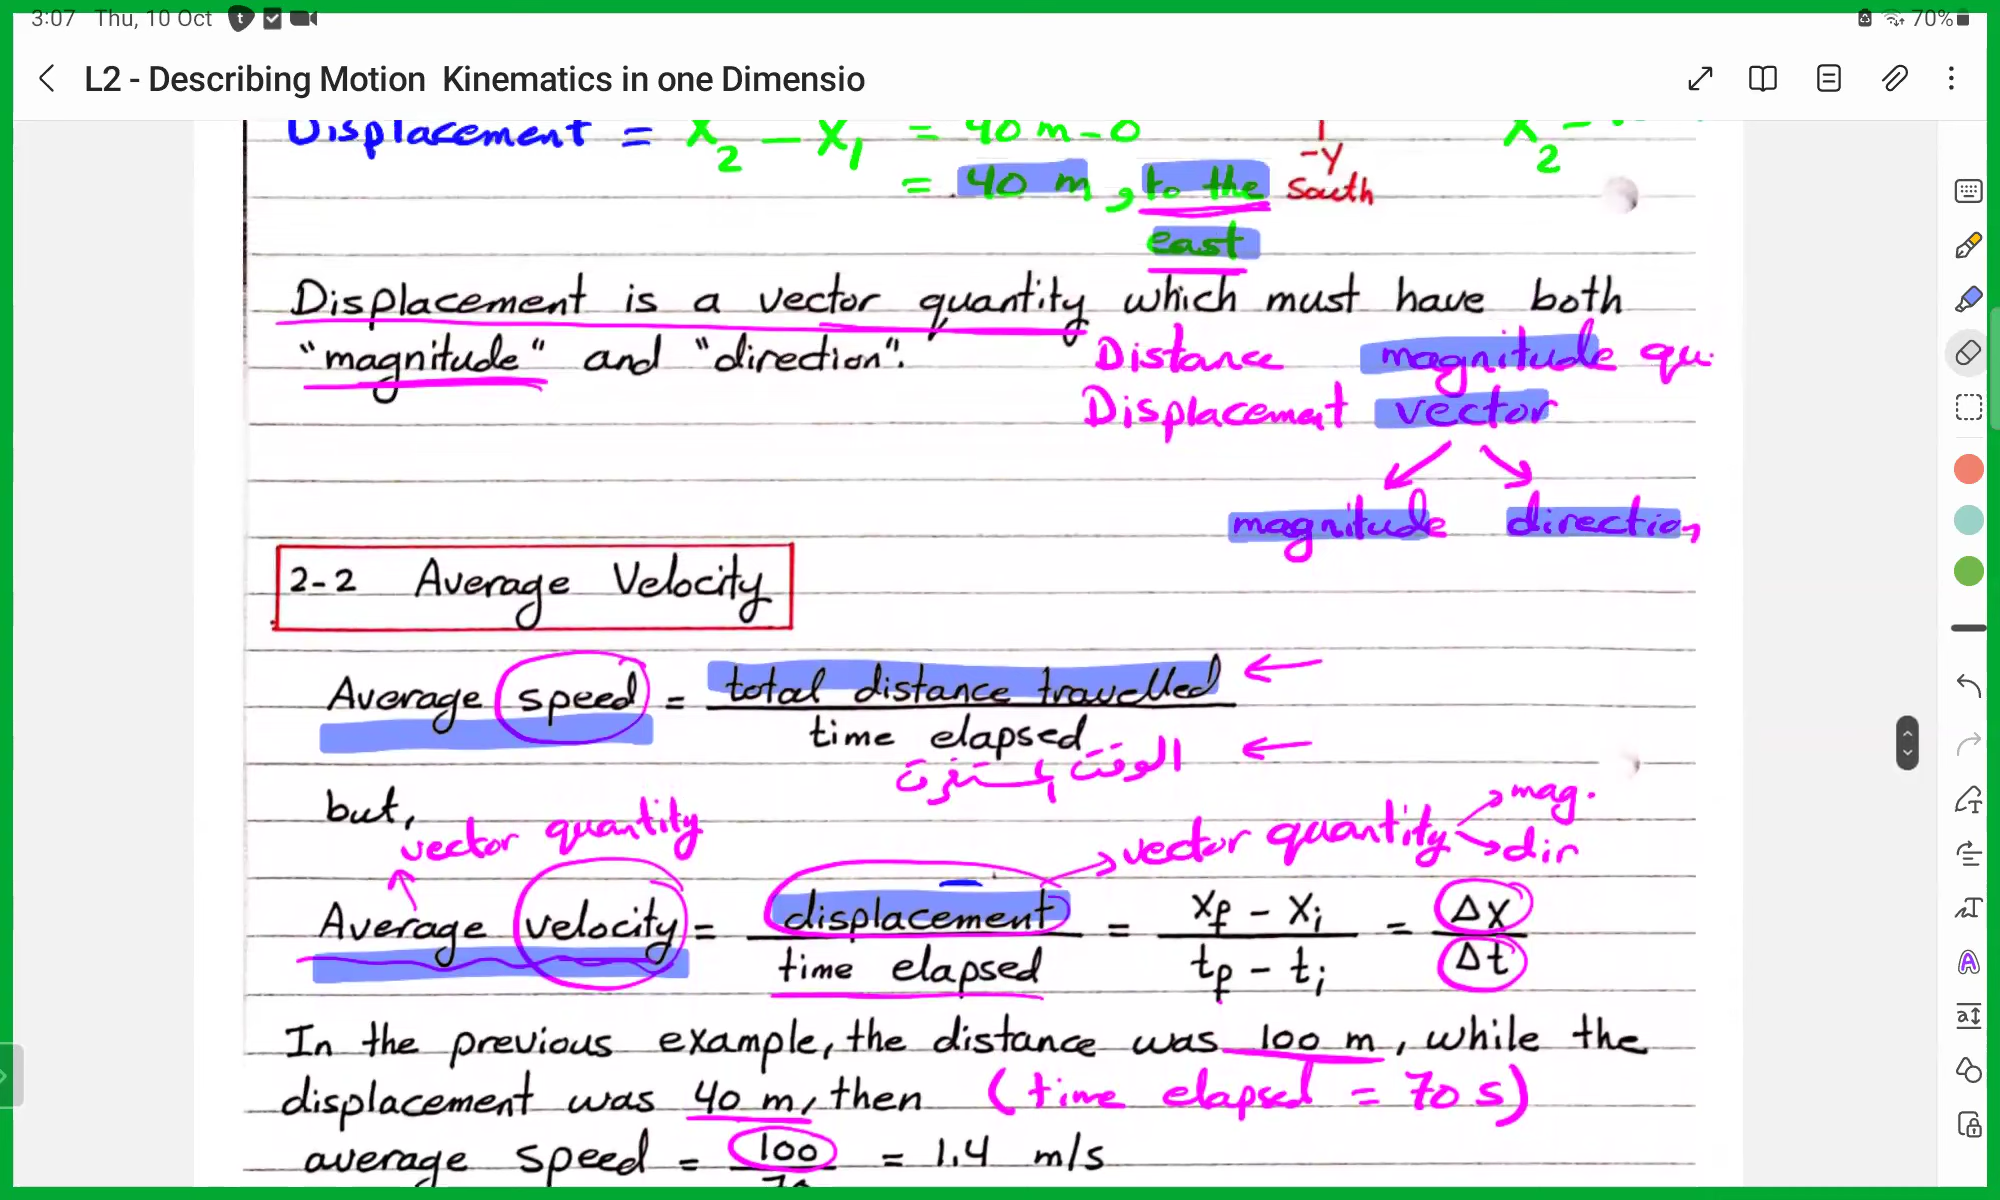 3:07 Thu, 10 Oct 70%
L2 - Describing Motion Kinematics in one Dimensio
Displacement = x₂ - x₁ = 40 m - 0
-y
x₂ -
= 40 m, to the
South
east
Displacement is a vector quantity which must have both
"magnitude" and "direction".
Distance magnitude qu.
Displacement vector
magnitude direction
2-2 Average Velocity
Average speed = total distance travelled / time elapsed
الوقت
but,
vector quantity
vector quantity mag.
dir
Average velocity = displacement / time elapsed = xf - xi / tf - ti = Δx / Δt
In the previous example, the distance was 100 m, while the
displacement was 40 m, then (time elapsed = 70 s)
average speed = 100 / 70 = 1.4 m/s